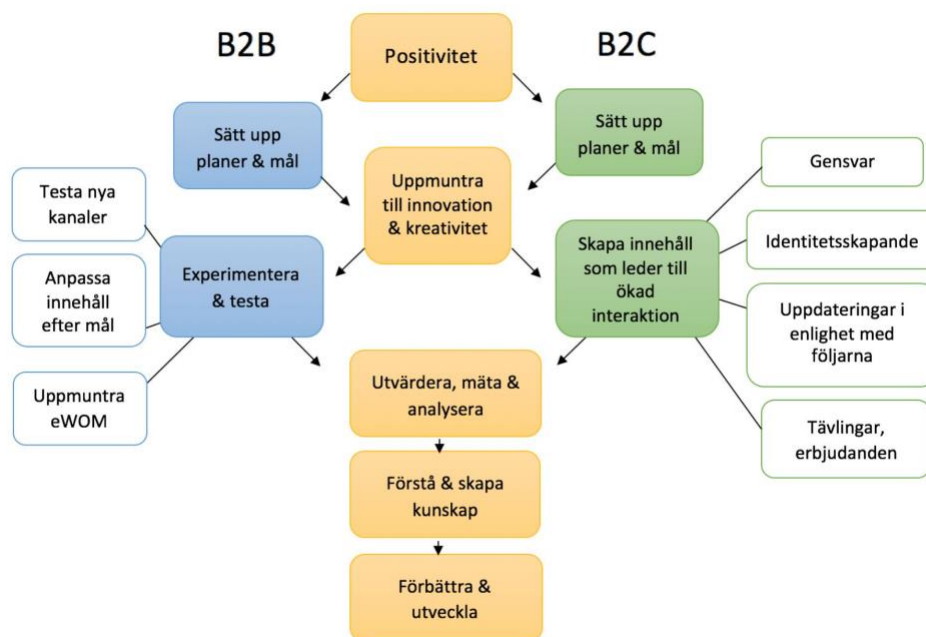 B2B
Positivitet
B2C
Sätt upp
planer & mål
Sätt upp
planer & mål
Uppmuntra
till innovation
& kreativitet
Testa nya
kanaler
Anpassa
innehåll
efter mål
Uppmuntra
eWOM
Experimentera
& testa
Skapa innehåll
som leder till
ökad
interaktion
Gensvar
Identitetsskapande
Uppdateringar i
enlighet med
följarna
Tävlingar,
erbjudanden
Utvärdera, mäta &
analysera
Förstå & skapa
kunskap
Förbättra &
utveckla